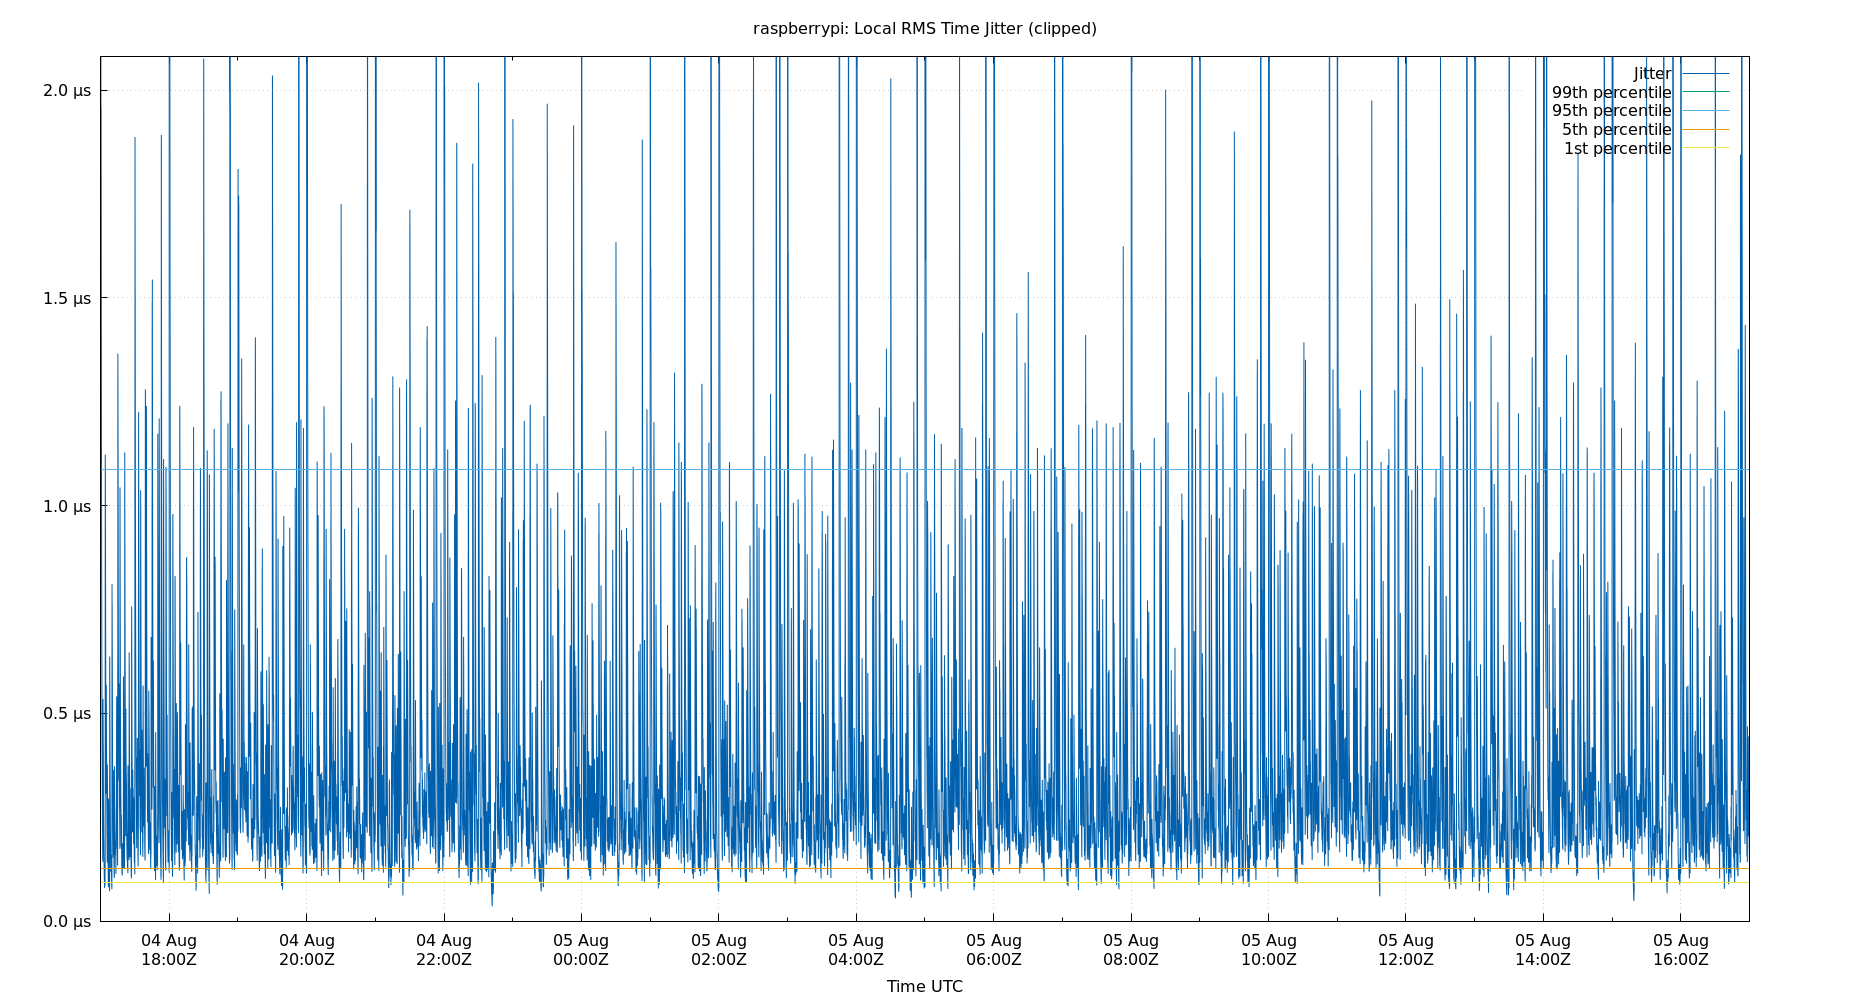 raspberrypi: Local RMS Time Jitter (clipped)
2.0 µs
1.5 µs
1.0 µs
0.5 µs
0.0 µs
Jitter
99th percentile
95th percentile
5th percentile
1st percentile
04 Aug 04 Aug 04 Aug 05 Aug 05 Aug 05 Aug 05 Aug 05 Aug 05 Aug 05 Aug 05 Aug 05 Aug
18:00Z 20:00Z 22:00Z 00:00Z 02:00Z 04:00Z 06:00Z 08:00Z 10:00Z 12:00Z 14:00Z 16:00Z
Time UTC